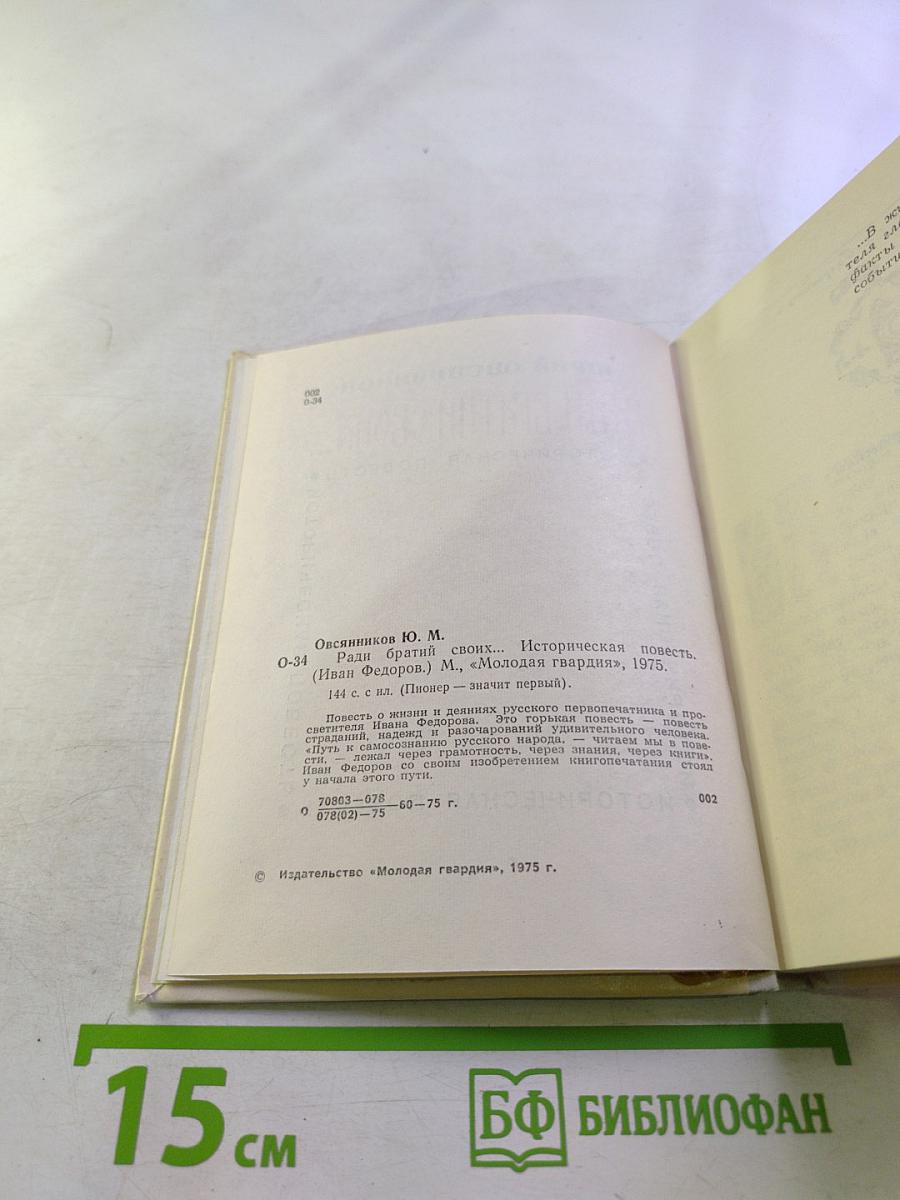 002
О-34
Овсянников Ю. М.
О-34 Ради братий своих... Историческая повесть.
(Иван Федоров.) М., «Молодая гвардия», 1975.
144 с. с ил. (Пионер — значит первый).
Повесть о жизни и деяниях русского первопечатника и про-
светителя Ивана Федорова. Это горькая повесть — повесть
страданий, надежд и разочарований удивительного человека.
«Путь к самосознанию русского народа, — читаем мы в пове-
сти, — лежал через грамотность, через знания, через книги».
Иван Федоров со своим изобретением книгопечатания стоял
у начала этого пути.
О 70803—078
078(02)—75 —60—75 г. 002
© Издательство «Молодая гвардия», 1975 г.
...В
теля
факты
событи
15 см
БФ БИБЛИОФАН